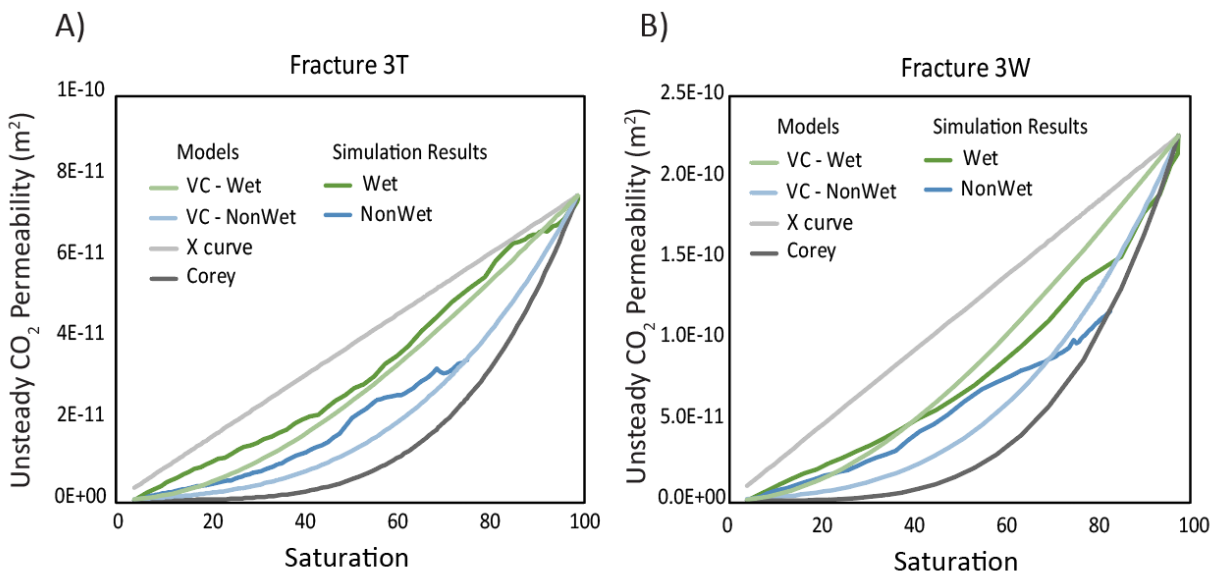 A)
Fracture 3T
1E-10
8E-11
6E-11
4E-11
2E-11
0E+00
Unsteady CO2 Permeability (m²)
Models
VC - Wet
VC - NonWet
X curve
Corey
Simulation Results
Wet
NonWet
0 20 40 60 80 100
Saturation
B)
Fracture 3W
2.5E-10
2.0E-10
1.5E-10
1.0E-10
5.0E-11
0.0E+00
Unsteady CO2 Permeability (m²)
Models
VC - Wet
VC - NonWet
X curve
Corey
Simulation Results
Wet
NonWet
0 20 40 60 80 100
Saturation